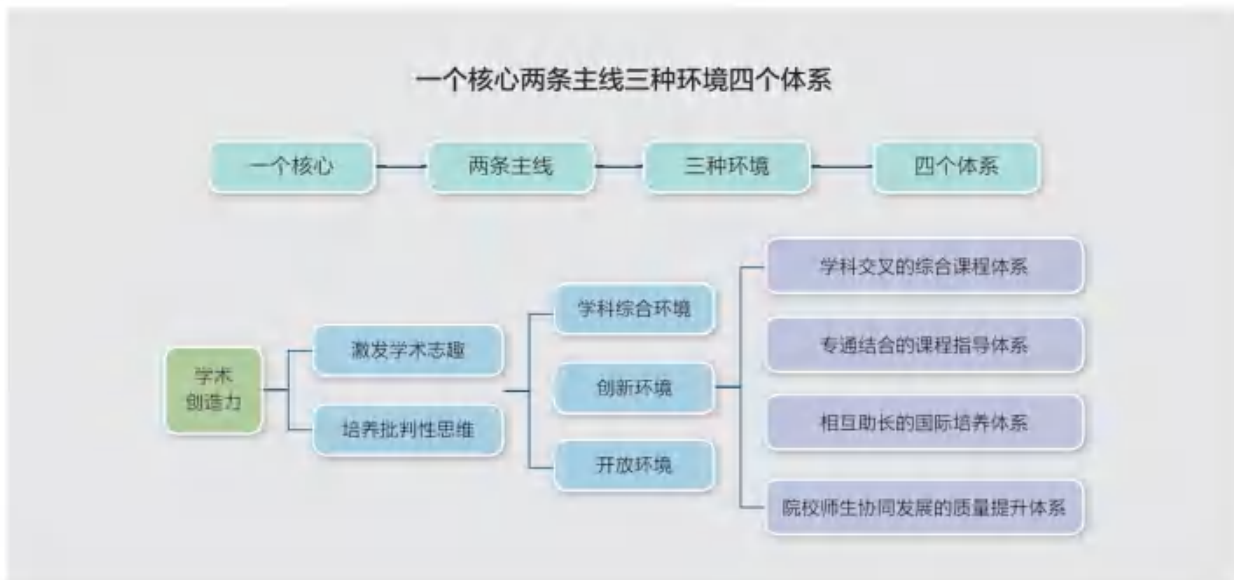 一个核心两条主线三种环境四个体系
一个核心
两条主线
三种环境
四个体系
学术
创造力
激发学术志趣
培养批判性思维
学科综合环境
创新环境
开放环境
学科交叉的综合课程体系
专通结合的课程指导体系
相互助长的国际培养体系
院校师生协同发展的质量提升体系